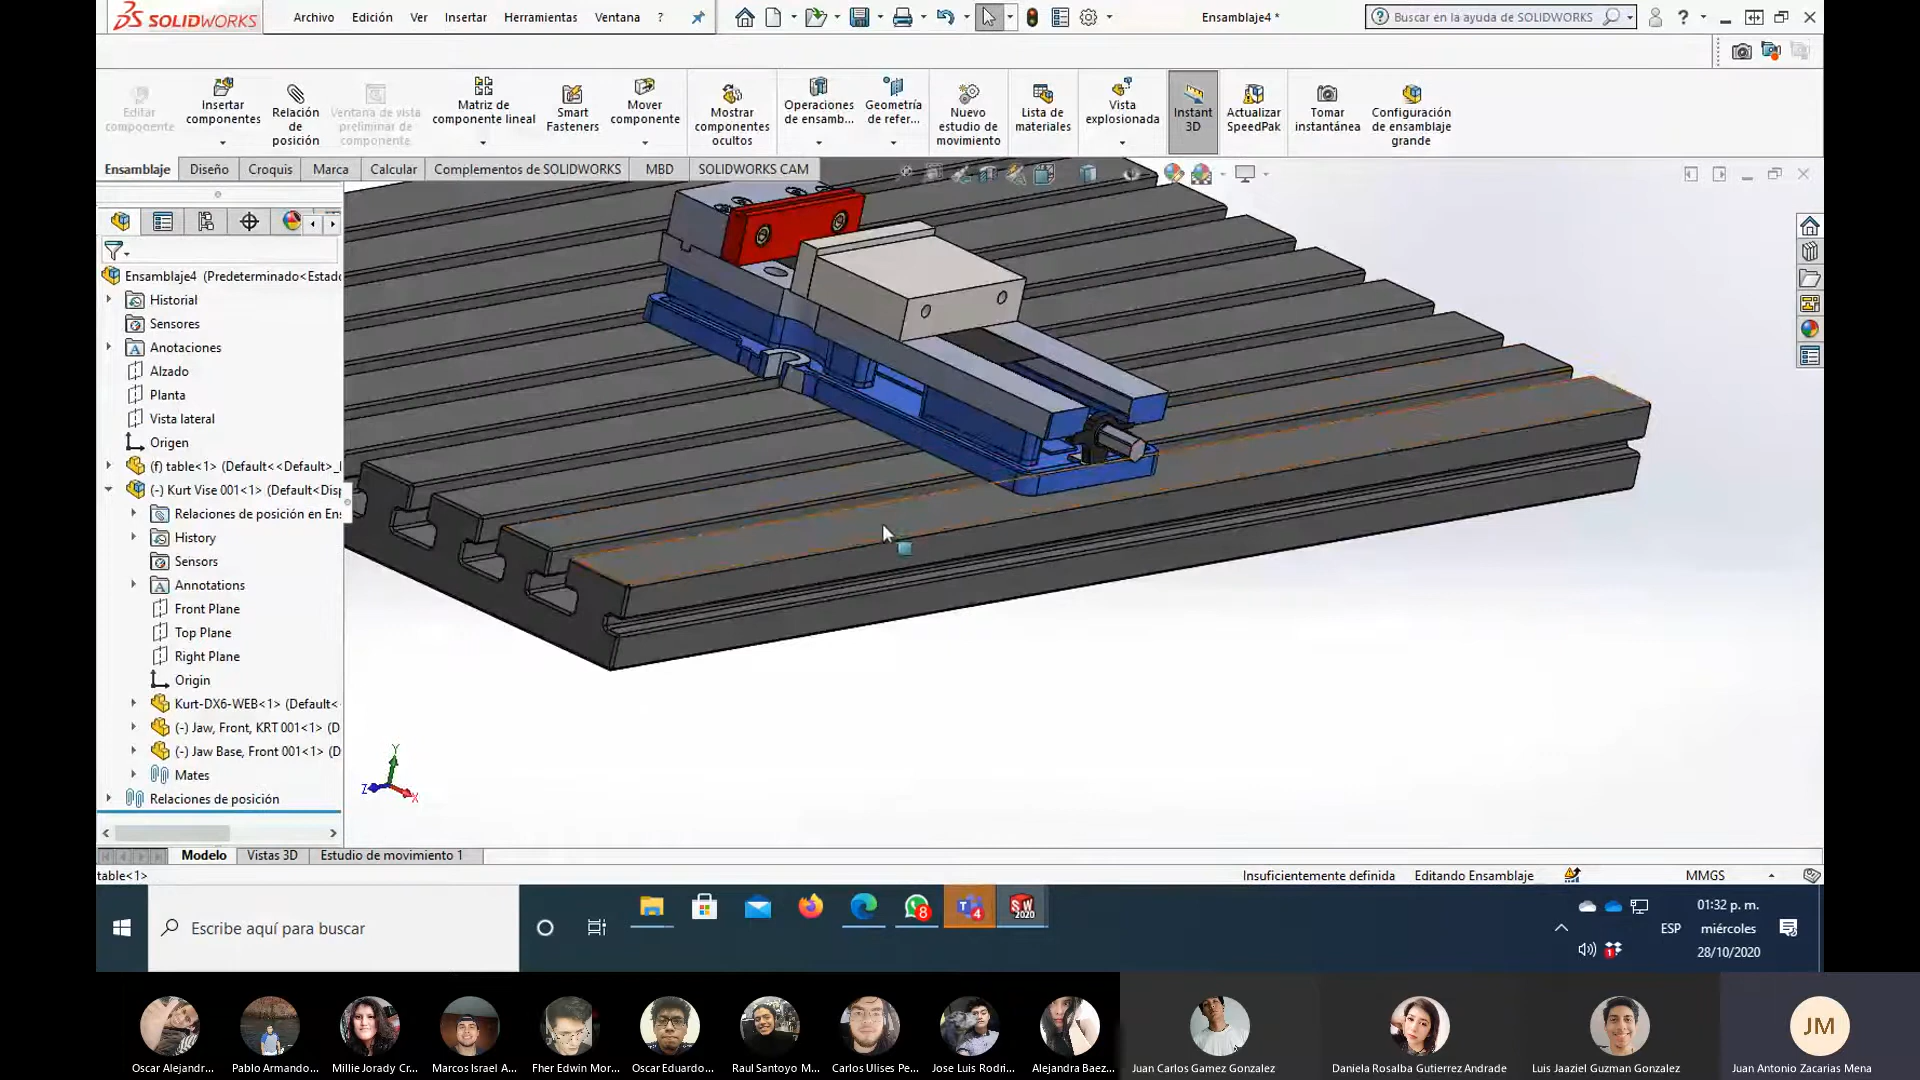 SOLIDWORKS
Archivo Edición Ver Insertar Herramientas Ventana ?
Ensamblaje4 *
Buscar en la ayuda de SOLIDWORKS
?
Editar componente
Insertar componentes
Relación de posición
Ventana de vista preliminar de componente
Matriz de componente lineal
Smart Fasteners
Mover componente
Mostrar componentes ocultos
Operaciones de ensamb...
Geometría de refer...
Nuevo estudio de movimiento
Lista de materiales
Vista explosionada
Instant 3D
Actualizar SpeedPak
Tomar instantánea
Configuración de ensamblaje grande
Ensamblaje Diseño Croquis Marca Calcular Complementos de SOLIDWORKS MBD SOLIDWORKS CAM
Ensamblaje4 (Predeterminado<Estado
Historial
Sensores
Anotaciones
Alzado
Planta
Vista lateral
Origen
(f) table<1> (Default<<Default>_
(-) Kurt Vise 001<1> (Default<Disp
Relaciones de posición en Ens
History
Sensors
Annotations
Front Plane
Top Plane
Right Plane
Origin
Kurt-DX6-WEB<1> (Default<
(-) Jaw, Front, KRT 001<1> (D
(-) Jaw Base, Front 001<1> (D
Mates
Relaciones de posición
Y
Z
X
Modelo Vistas 3D Estudio de movimiento 1
table<1>
Insuficientemente definida Editando Ensamblaje MMGS
Escribe aquí para buscar
8
4
SW
2020
ESP
01:32 p. m.
miércoles
28/10/2020
1
JM
Oscar Alejandr... Pablo Armando... Millie Jorady Cr... Marcos Israel A... Fher Edwin Mor... Oscar Eduardo... Raul Santoyo M... Carlos Ulises Pe... Jose Luis Rodri... Alejandra Baez... Juan Carlos Gamez Gonzalez Daniela Rosalba Gutierrez Andrade Luis Jaaziel Guzman Gonzalez Juan Antonio Zacarias Mena